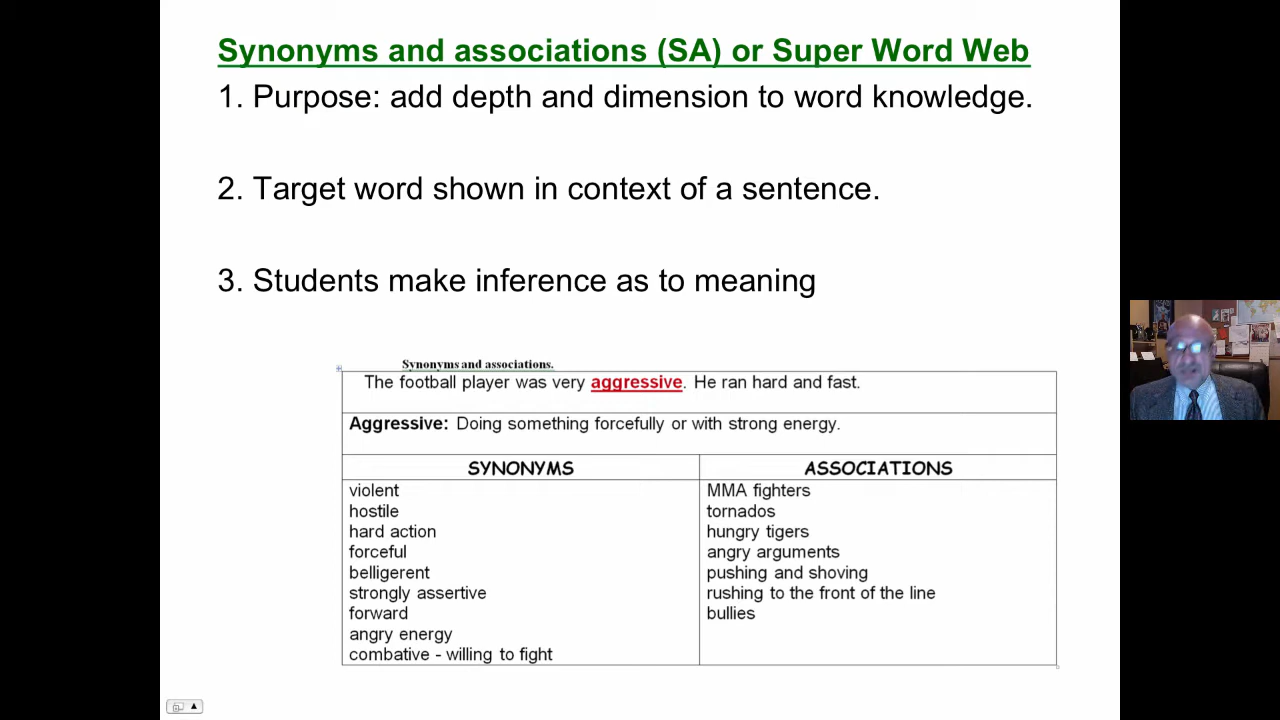 Synonyms and associations (SA) or Super Word Web
1. Purpose: add depth and dimension to word knowledge.
2. Target word shown in context of a sentence.
3. Students make inference as to meaning
Synonyms and associations.
The football player was very aggressive. He ran hard and fast.
Aggressive: Doing something forcefully or with strong energy.
SYNONYMS
violent
hostile
hard action
forceful
belligerent
strongly assertive
forward
angry energy
combative - willing to fight
ASSOCIATIONS
MMA fighters
tornados
hungry tigers
angry arguments
pushing and shoving
rushing to the front of the line
bullies